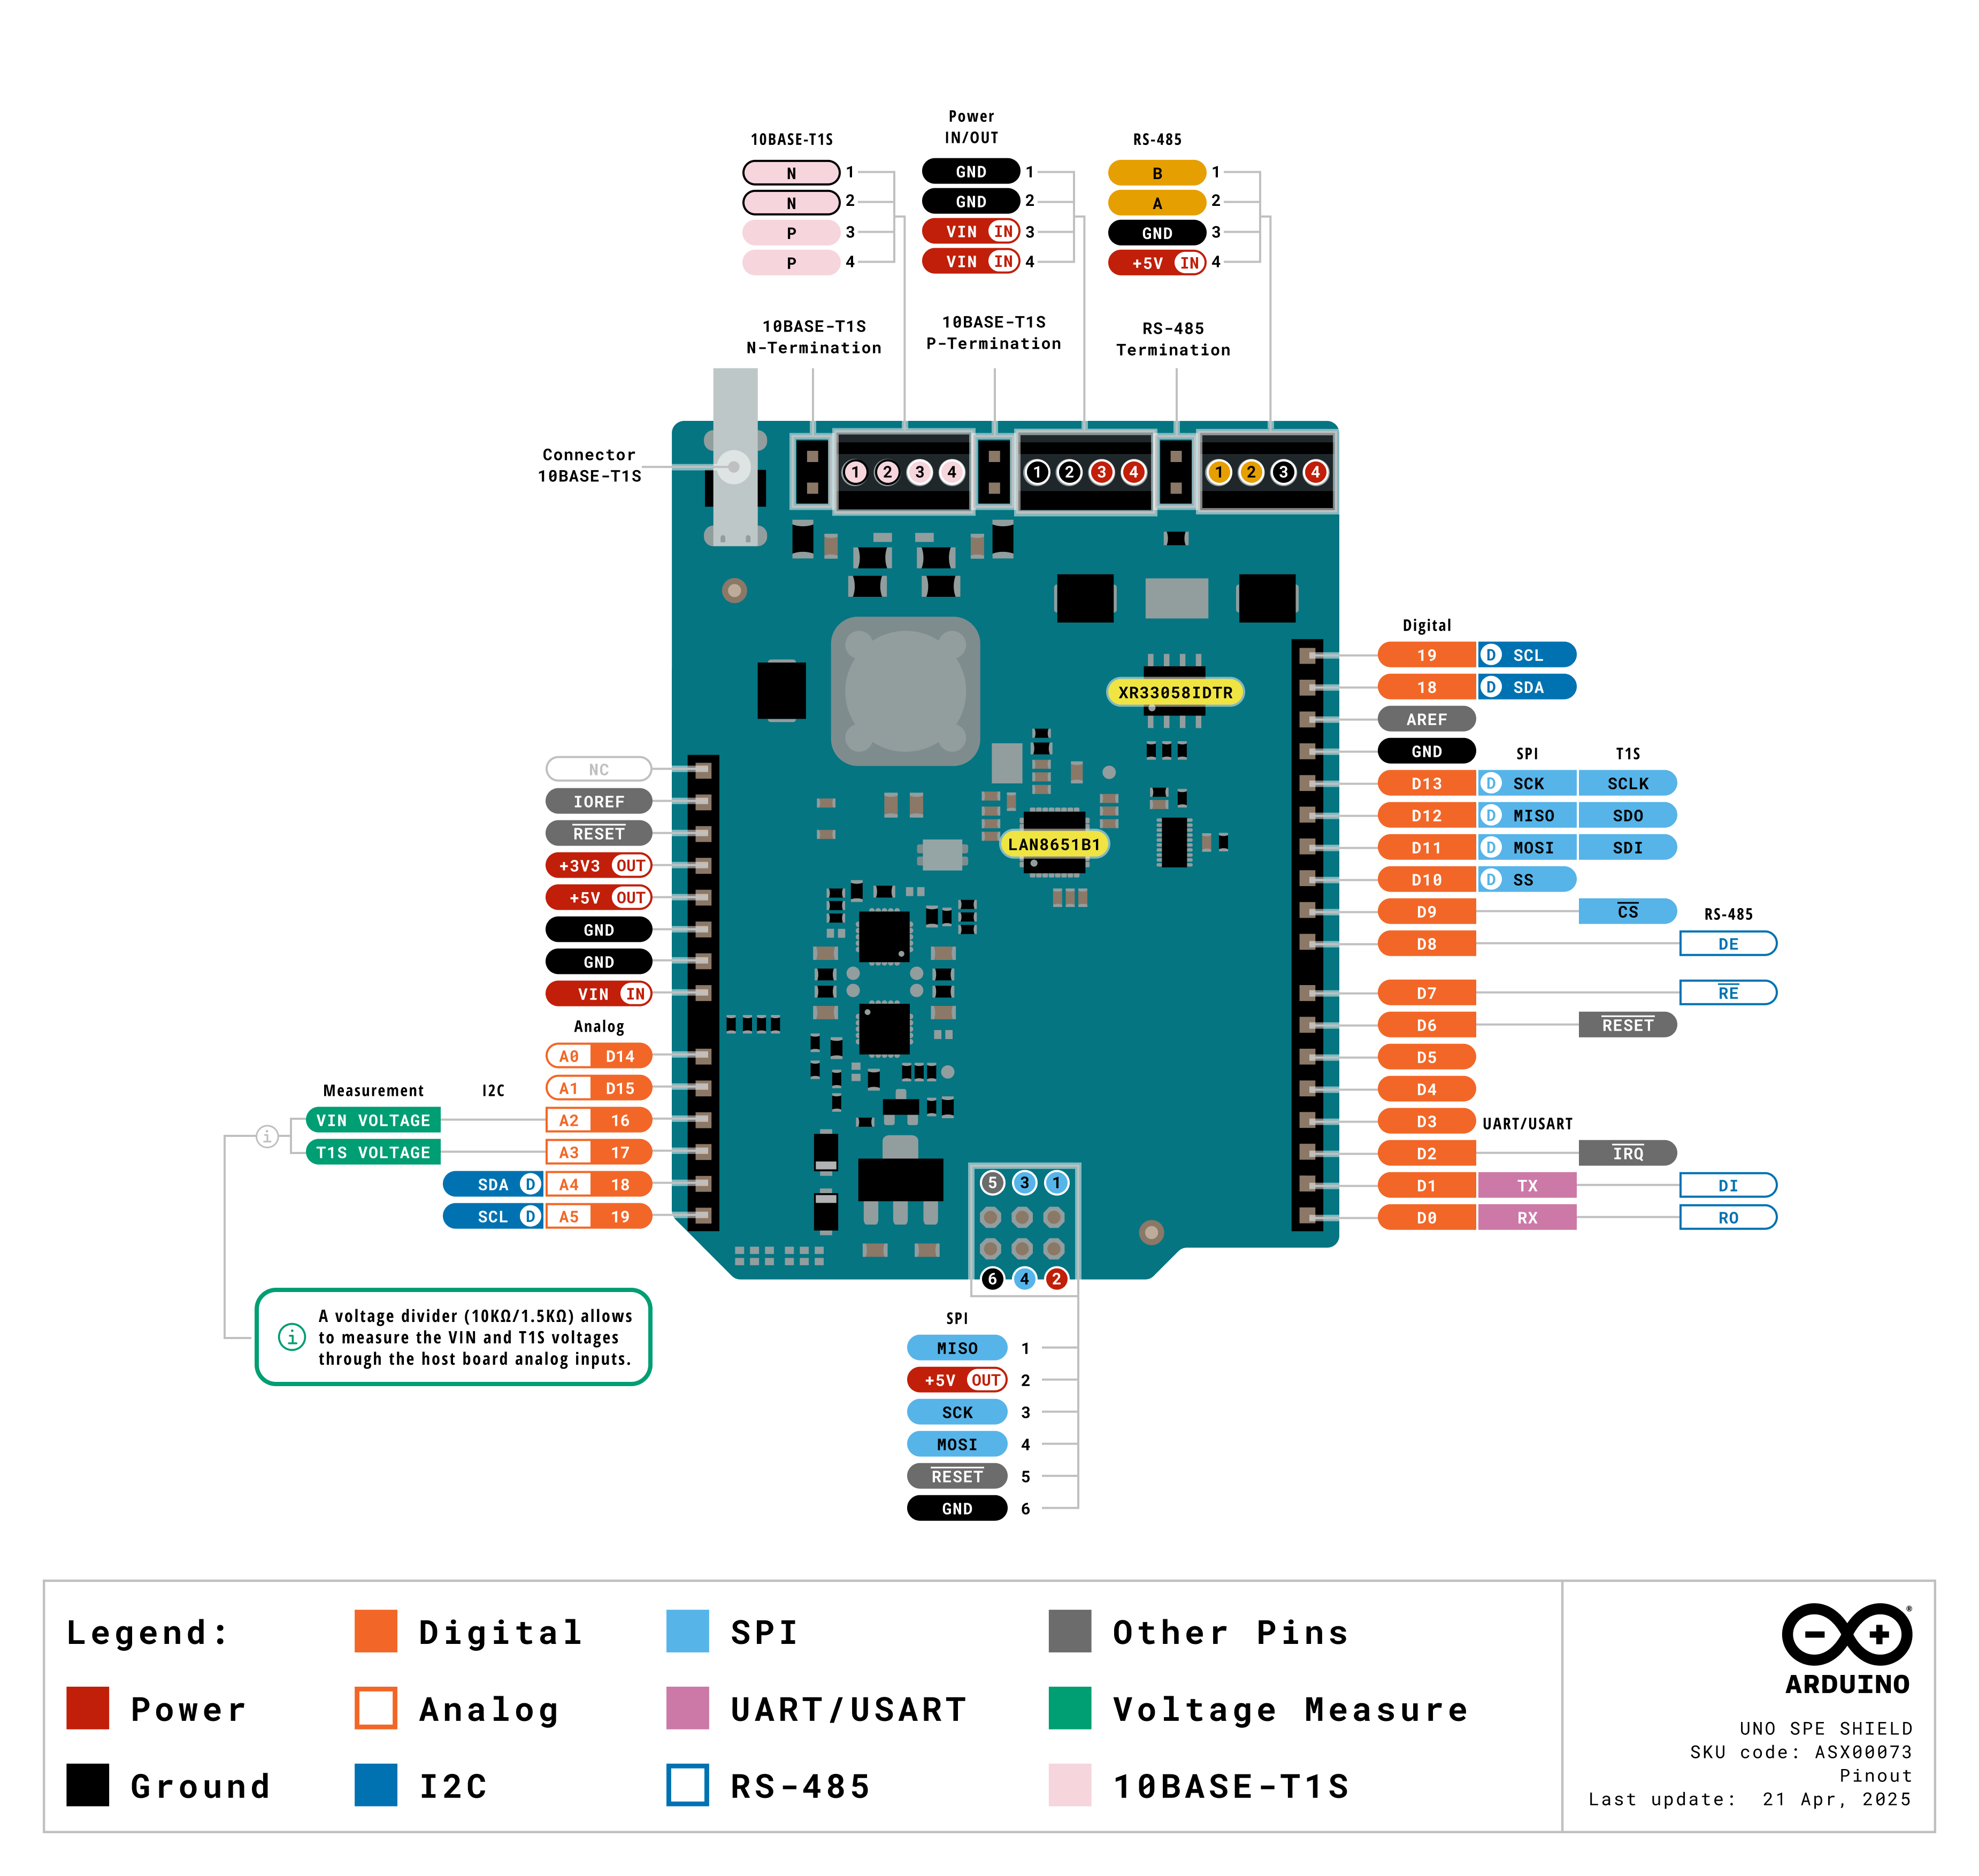 10BASE-T1S
N 1
N 2
P 3
P 4
Power
IN/OUT
GND 1
GND 2
VIN IN 3
VIN IN 4
RS-485
B 1
A 2
GND 3
+5V IN 4
10BASE-T1S
N-Termination
10BASE-T1S
P-Termination
RS-485
Termination
Connector
10BASE-T1S
1 2 3 4
1 2 3 4
1 2 3 4
XR33058IDTR
LAN8651B1
NC
IOREF
RESET
+3V3 OUT
+5V OUT
GND
GND
VIN IN
Analog
A0 D14
A1 D15
Measurement I2C
VIN VOLTAGE A2 16
T1S VOLTAGE A3 17
SDA D A4 18
SCL D A5 19
i
i
A voltage divider (10KΩ/1.5KΩ) allows
to measure the VIN and T1S voltages
through the host board analog inputs.
Digital
19 D SCL
18 D SDA
AREF
GND SPI T1S
D13 D SCK SCLK
D12 D MISO SDO
D11 D MOSI SDI
D10 D SS
D9 CS RS-485
D8 DE
D7 RE
D6 RESET
D5
D4
D3 UART/USART
D2 IRQ
D1 TX DI
D0 RX RO
5 3 1
6 4 2
SPI
MISO 1
+5V OUT 2
SCK 3
MOSI 4
RESET 5
GND 6
Legend:
Power
Ground
Digital
Analog
I2C
SPI
UART/USART
RS-485
Other Pins
Voltage Measure
10BASE-T1S
®
ARDUINO
UNO SPE SHIELD
SKU code: ASX00073
Pinout
Last update: 21 Apr, 2025